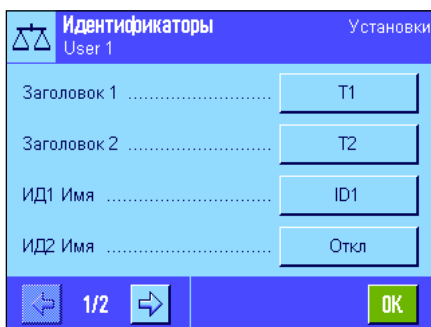 Идентификаторы Установки
User 1
Заголовок 1 ........................... T1
Заголовок 2 ........................... T2
ИД1 Имя ............................... ID1
ИД2 Имя ............................... Откл
1/2 OK